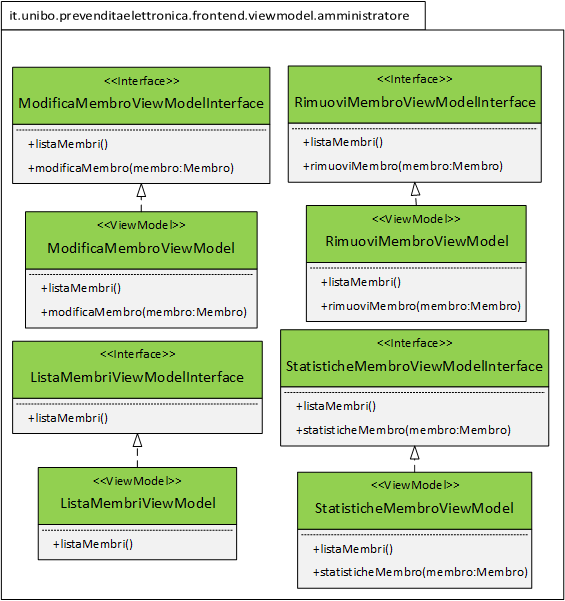 it.unibo.prevenditaelettronica.frontend.viewmodel.amministratore
<<Interface>>
ModificaMembroViewModelInterface
+listaMembri()
+modificaMembro(membro:Membro)
<<Interface>>
RimuoviMembroViewModelInterface
+listaMembri()
+rimuoviMembro(membro:Membro)
<<ViewModel>>
ModificaMembroViewModel
+listaMembri()
+modificaMembro(membro:Membro)
<<ViewModel>>
RimuoviMembroViewModel
+listaMembri()
+rimuoviMembro(membro:Membro)
<<Interface>>
ListaMembriViewModelInterface
+listaMembri()
<<Interface>>
StatisticheMembroViewModelInterface
+listaMembri()
+statisticheMembro(membro:Membro)
<<ViewModel>>
ListaMembriViewModel
+listaMembri()
<<ViewModel>>
StatisticheMembroViewModel
+listaMembri()
+statisticheMembro(membro:Membro)